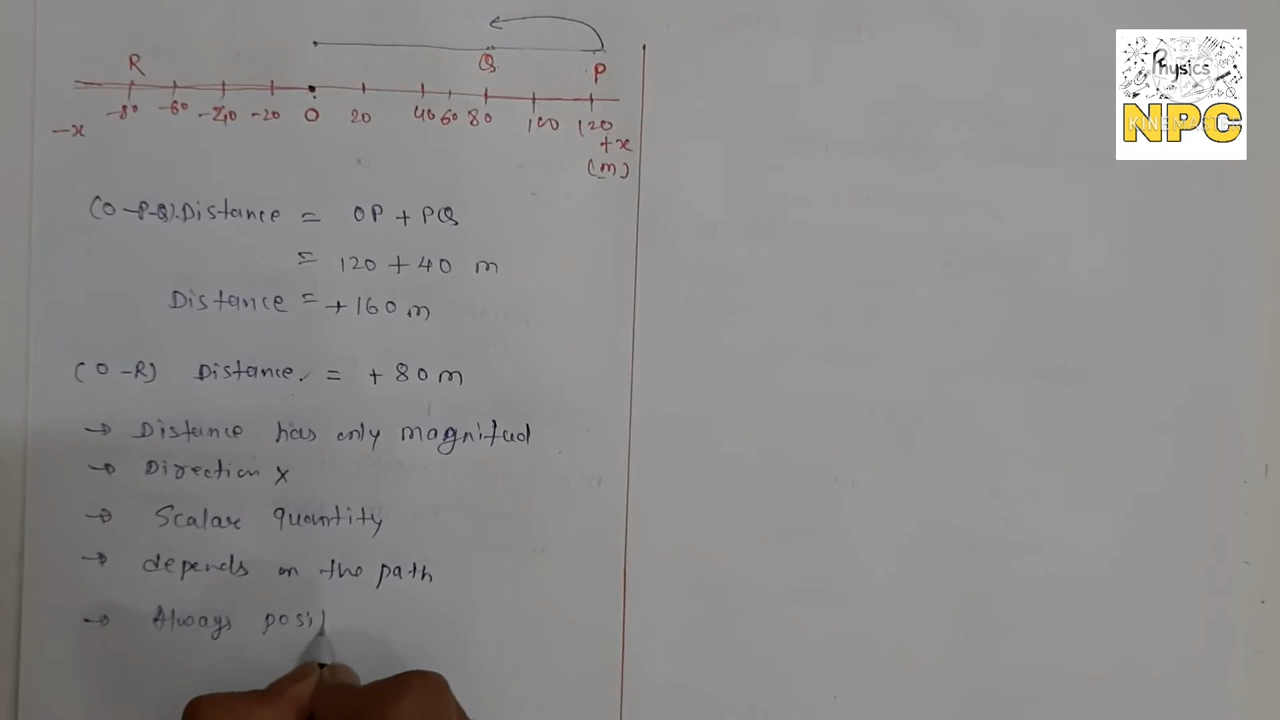 R Q P
-80 -60 -40 -20 0 20 40 60 80 100 120
-x +x
(m)
(O-P-Q) Distance = OP + PQ
= 120 + 40 m
Distance = +160 m
(O-R) Distance. = + 80 m
→ Distance has only magnitud
→ Direction x
→ Scalar quantity
→ depends on the path
→ Always posi
Physics
NPC
KINEMASTER